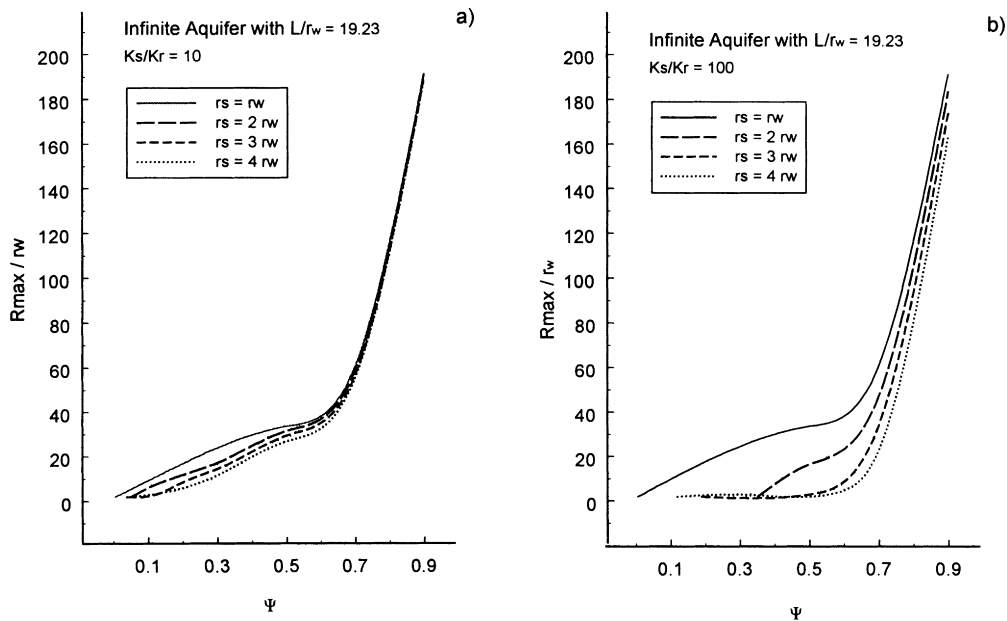 a)
Infinite Aquifer with L/rw = 19.23
Ks/Kr = 10
rs = rw
rs = 2 rw
rs = 3 rw
rs = 4 rw
200
180
160
140
120
100
80
60
40
20
0
Rmax / rw
0.1 0.3 0.5 0.7 0.9
Ψ
b)
Infinite Aquifer with L/rw = 19.23
Ks/Kr = 100
rs = rw
rs = 2 rw
rs = 3 rw
rs = 4 rw
200
180
160
140
120
100
80
60
40
20
0
Rmax / rw
0.1 0.3 0.5 0.7 0.9
Ψ